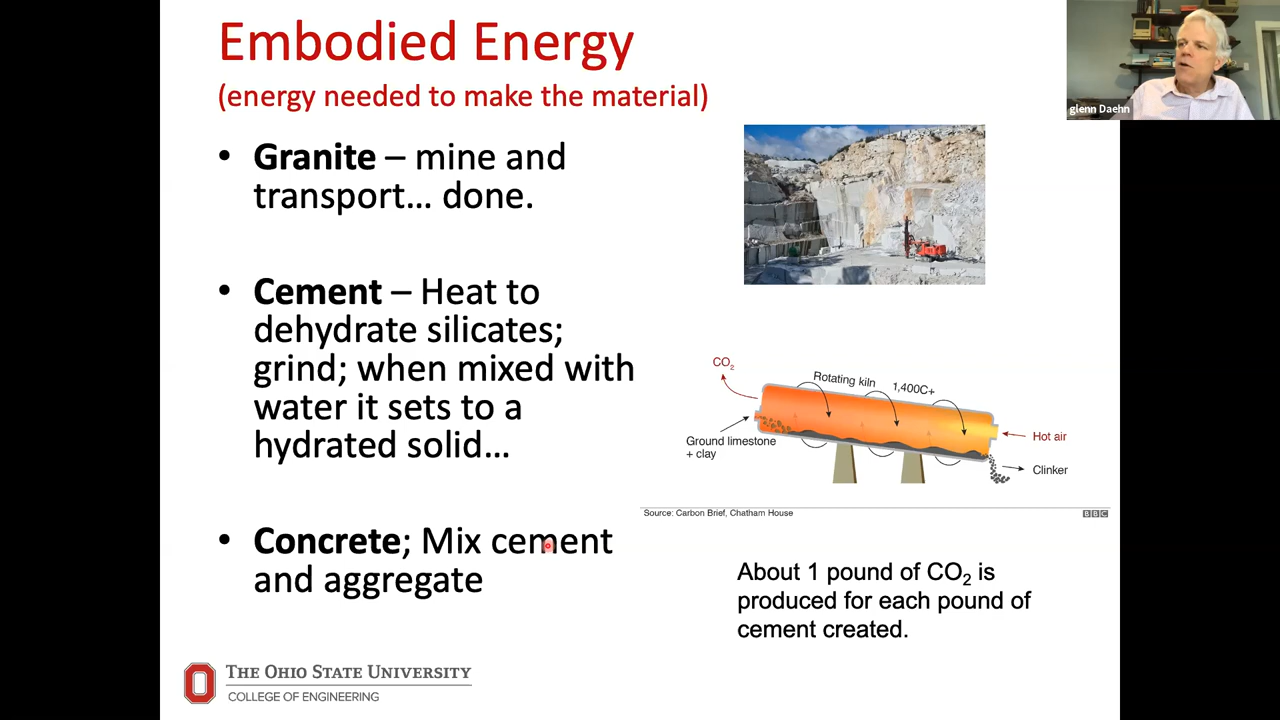 Embodied Energy
(energy needed to make the material)
• Granite – mine and
transport... done.
• Cement – Heat to
dehydrate silicates;
grind; when mixed with
water it sets to a
hydrated solid...
• Concrete; Mix cement
and aggregate
THE OHIO STATE UNIVERSITY
COLLEGE OF ENGINEERING
glenn Daehn
CO₂
Rotating kiln
1,400C+
Ground limestone
+ clay
Hot air
Clinker
Source: Carbon Brief, Chatham House
BBC
About 1 pound of CO₂ is
produced for each pound of
cement created.